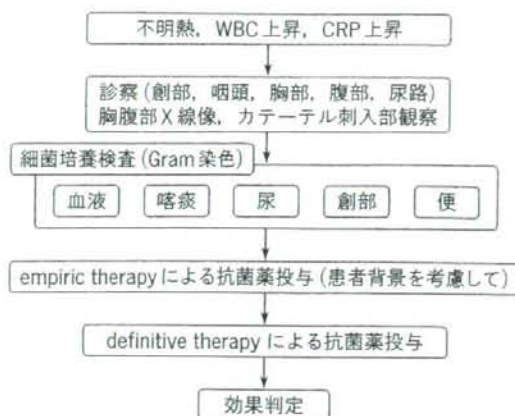 不明熱，WBC上昇，CRP上昇
診察（創部，咽頭，胸部，腹部，尿路）
胸腹部X線像，カテーテル刺入部観察
細菌培養検査（Gram染色）
血液 喀痰 尿 創部 便
empiric therapyによる抗菌薬投与（患者背景を考慮して）
definitive therapyによる抗菌薬投与
効果判定